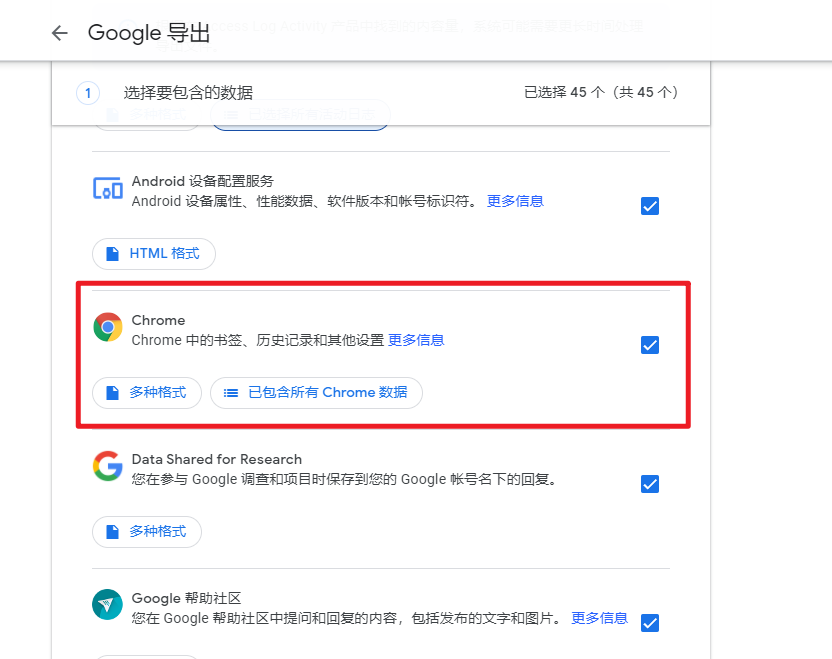 Google 导出
1 选择要包含的数据 已选择 45 个（共 45 个）
Android 设备配置服务
Android 设备属性、性能数据、软件版本和帐号标识符。 更多信息
HTML 格式
Chrome
Chrome 中的书签、历史记录和其他设置 更多信息
多种格式 已包含所有 Chrome 数据
Data Shared for Research
您在参与 Google 调查和项目时保存到您的 Google 帐号名下的回复。
多种格式
Google 帮助社区
您在 Google 帮助社区中提问和回复的内容，包括发布的文字和图片。 更多信息